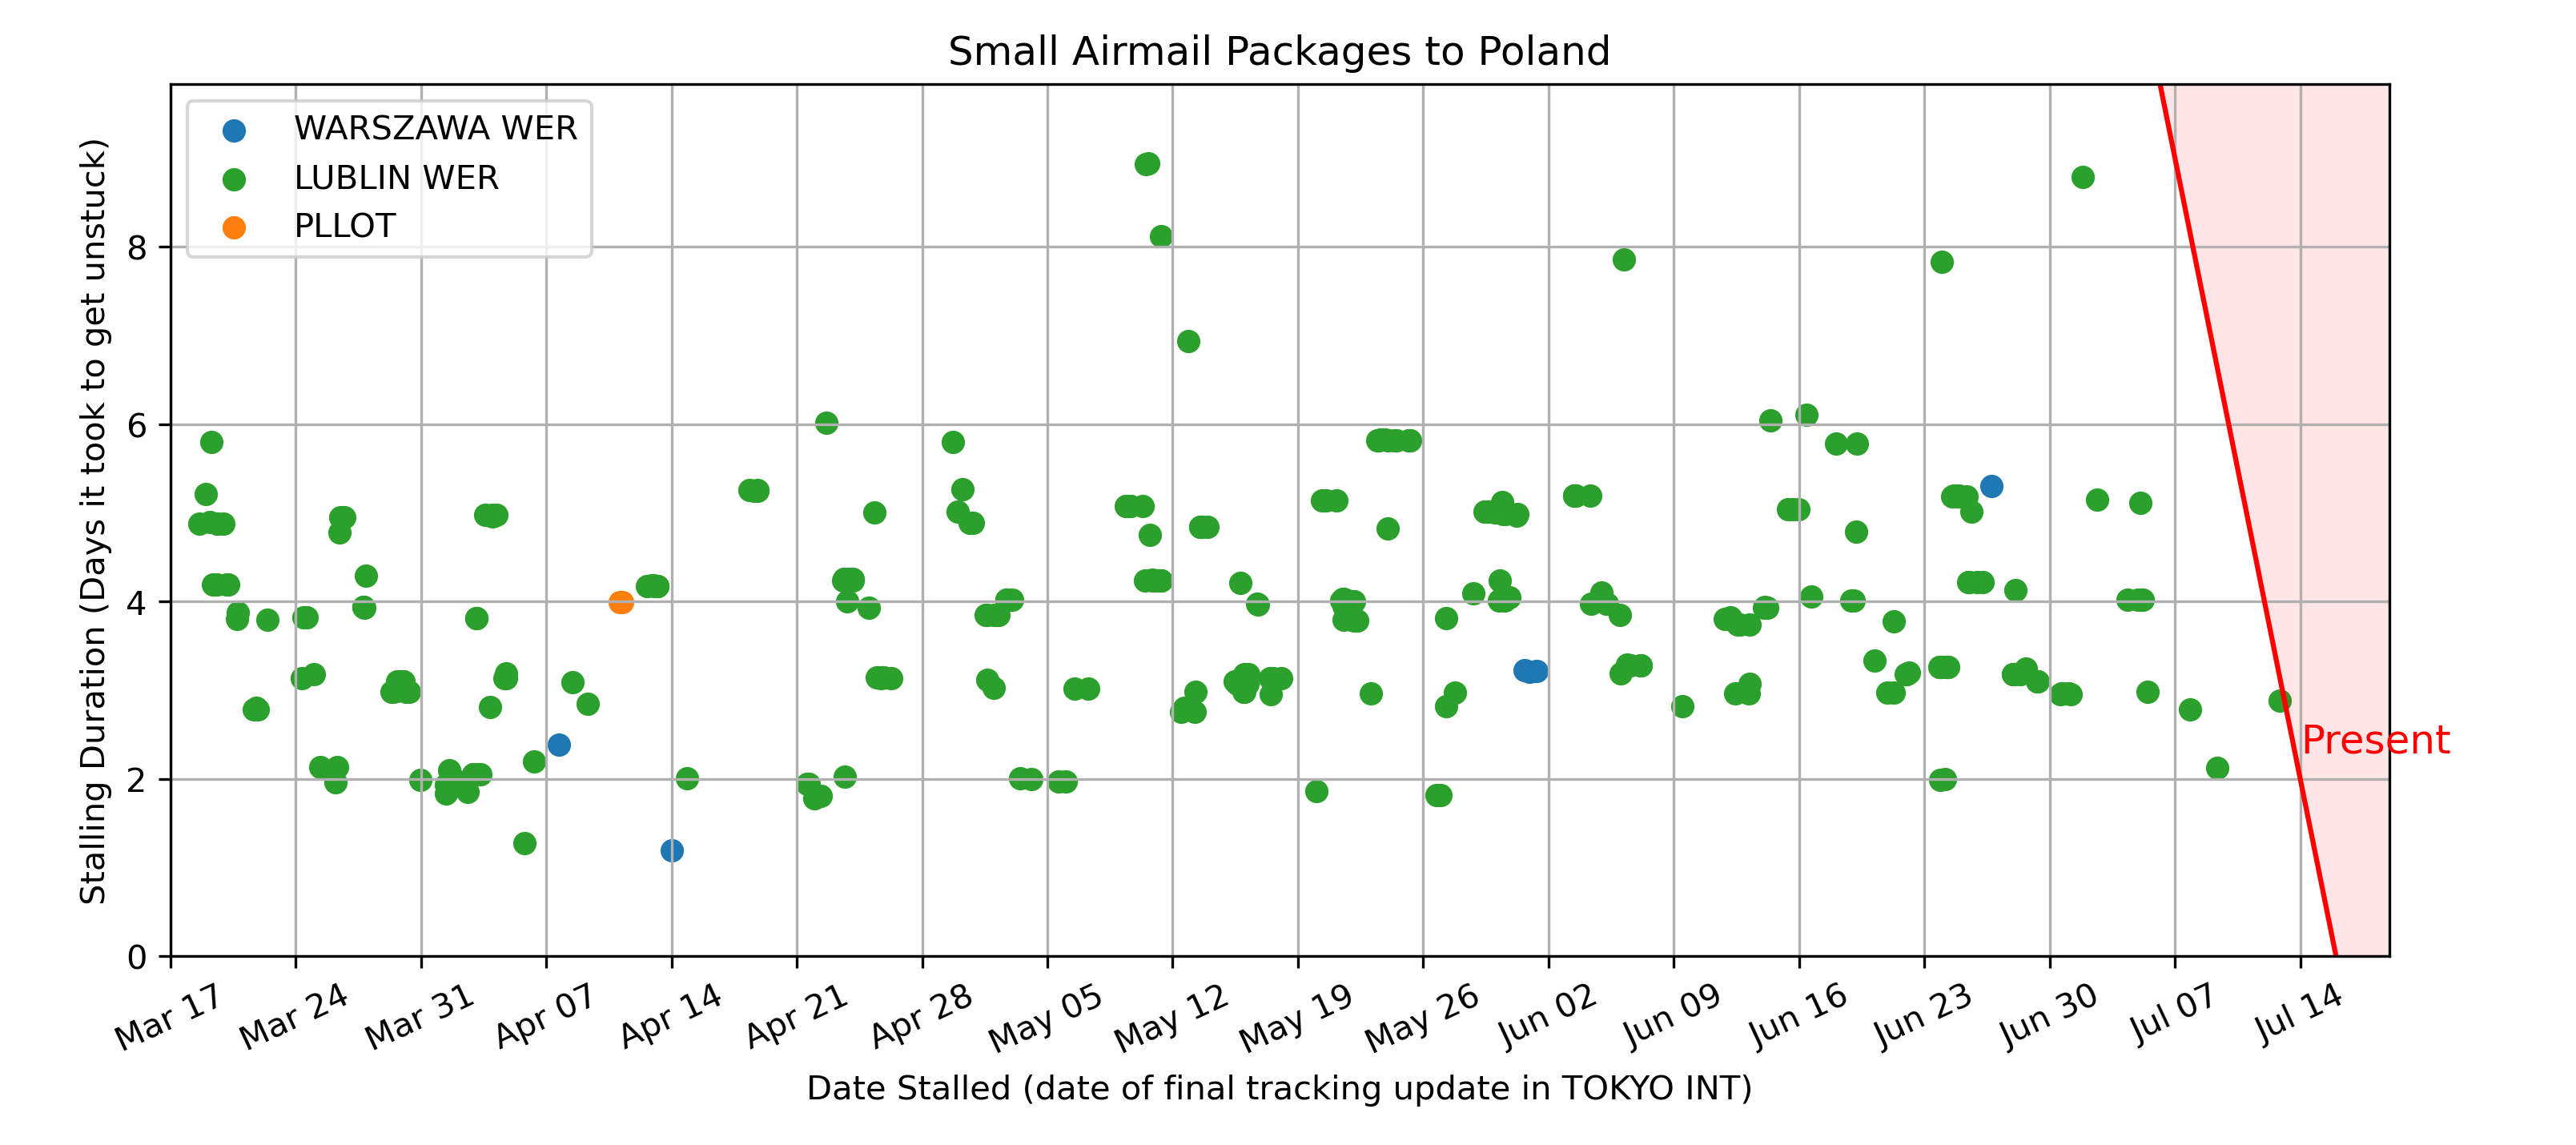 Small Airmail Packages to Poland
WARSZAWA WER
LUBLIN WER
PLLOT
Stalling Duration (Days it took to get unstuck)
8
6
4
2
0
Present
Mar 17 Mar 24 Mar 31 Apr 07 Apr 14 Apr 21 Apr 28 May 05 May 12 May 19 May 26 Jun 02 Jun 09 Jun 16 Jun 23 Jun 30 Jul 07 Jul 14
Date Stalled (date of final tracking update in TOKYO INT)